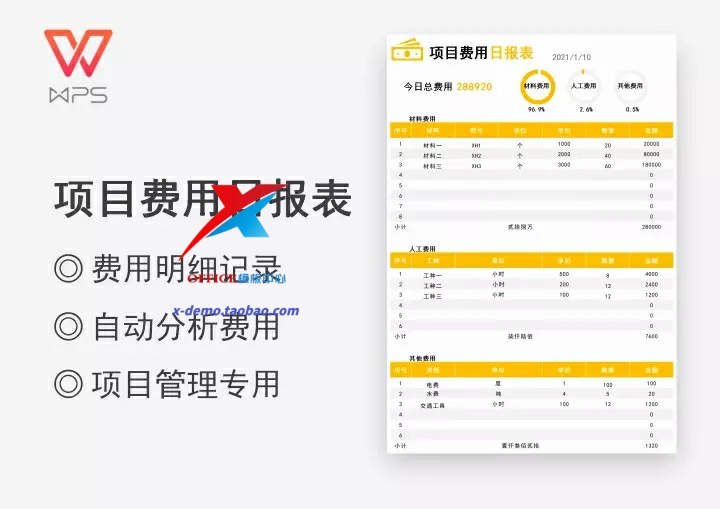 WPS
项目费用日报表
OFFICE模板中心
x-demo.taobao.com
◎ 费用明细记录
◎ 自动分析费用
◎ 项目管理专用
项目费用日报表 2021/1/10
今日总费用 288920
材料费用 人工费用 其他费用
96.9% 2.6% 0.5%
材料费用
序号 材料 型号 单位 单价 数量 金额
1 材料一 XH1 个 1000 20 20000
2 材料二 XH2 个 2000 40 80000
3 材料三 XH3 个 3000 60 180000
4 0
5 0
6 0
7 0
8 0
小计 贰拾捌万 280000
人工费用
序号 工种 单位 单价 数量 金额
1 工种一 小时 500 8 4000
2 工种二 小时 200 12 2400
3 工种三 小时 100 12 1200
4 0
5 0
6 0
小计 柒仟陆佰 7600
其他费用
序号 类别 单位 单价 数量 金额
1 电费 度 1 100 100
2 水费 吨 4 5 20
3 交通工具 小时 100 12 1200
4 0
5 0
6 0
小计 壹仟叁佰贰拾 1320